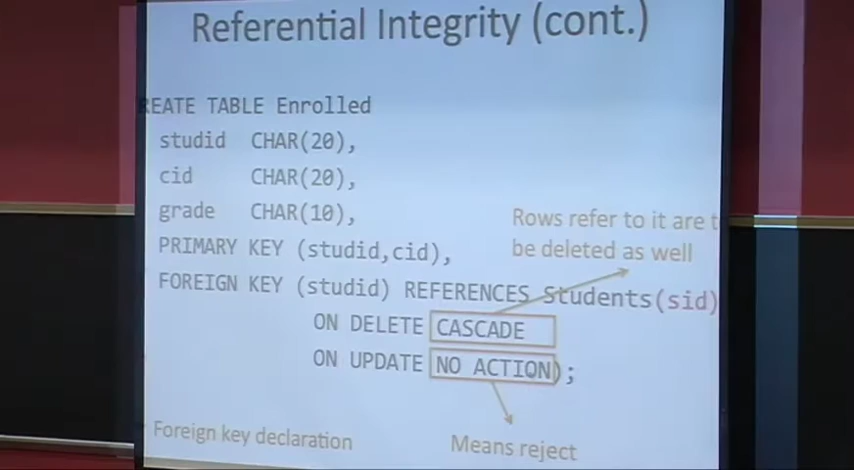 Referential Integrity (cont.)
REATE TABLE Enrolled
studid CHAR(20),
cid CHAR(20),
grade CHAR(10),
PRIMARY KEY (studid,cid),
FOREIGN KEY (studid) REFERENCES Students(sid)
ON DELETE CASCADE
ON UPDATE NO ACTION);
Rows refer to it are t
be deleted as well
Foreign key declaration
Means reject